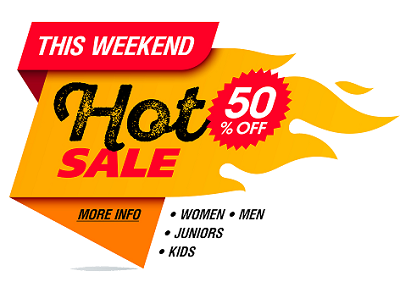 THIS WEEKEND
Hot
50
% OFF
SALE
MORE INFO • WOMEN • MEN
• JUNIORS
• KIDS